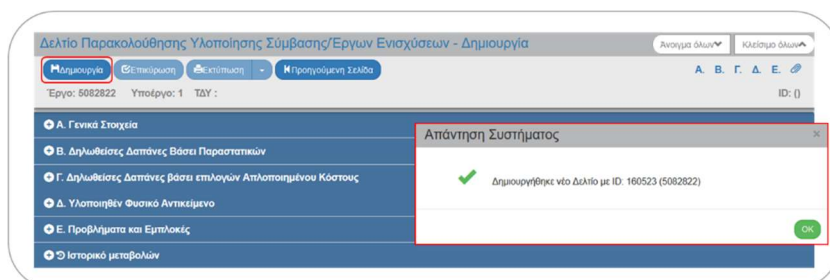 Δελτίο Παρακολούθησης Υλοποίησης Σύμβασης/Έργων Ενισχύσεων - Δημιουργία
Άνοιγμα όλων Κλείσιμο όλων
Δημιουργία Επικύρωση Εκτύπωση Προηγούμενη Σελίδα Α. Β. Γ. Δ. Ε.
Έργο: 5082822 Υποέργο: 1 ΤΔΥ : ID: ()
Α. Γενικά Στοιχεία
Β. Δηλωθείσες Δαπάνες Βάσει Παραστατικών
Γ. Δηλωθείσες Δαπάνες βάσει επιλογών Απλοποιημένου Κόστους
Δ. Υλοποιηθέν Φυσικό Αντικείμενο
Ε. Προβλήματα και Εμπλοκές
Ιστορικό μεταβολών
Απάντηση Συστήματος ×
Δημιουργήθηκε νέο Δελτίο με ID: 160523 (5082822)
OK